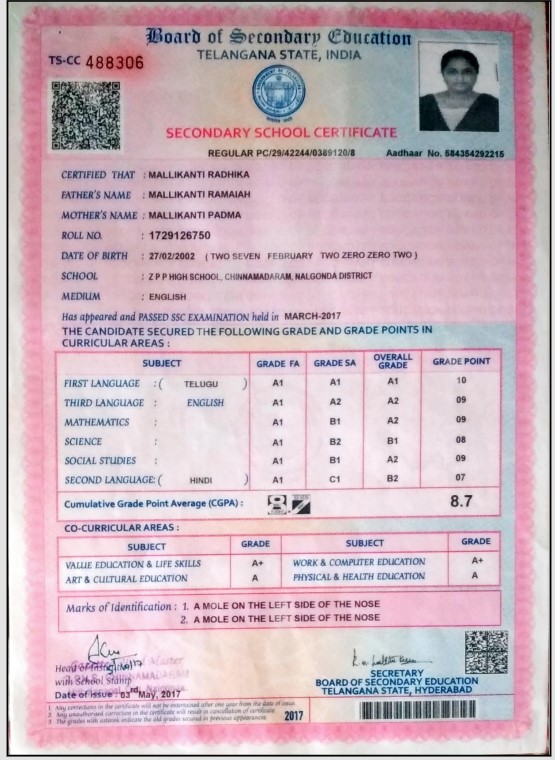 Board of Secondary Education
TELANGANA STATE, INDIA
TS-CC 488306
SECONDARY SCHOOL CERTIFICATE
REGULAR PC/29/42244/0389120/8 Aadhaar No. 584354292215
CERTIFIED THAT : MALLIKANTI RADHIKA
FATHER'S NAME : MALLIKANTI RAMAIAH
MOTHER'S NAME : MALLIKANTI PADMA
ROLL NO. : 1729126750
DATE OF BIRTH : 27/02/2002 ( TWO SEVEN FEBRUARY TWO ZERO ZERO TWO )
SCHOOL : Z P P HIGH SCHOOL, CHINNAMADARAM, NALGONDA DISTRICT
MEDIUM : ENGLISH
Has appeared and PASSED SSC EXAMINATION held in MARCH-2017
THE CANDIDATE SECURED THE FOLLOWING GRADE AND GRADE POINTS IN
CURRICULAR AREAS :
SUBJECT GRADE FA GRADE SA OVERALL GRADE GRADE POINT
FIRST LANGUAGE : ( TELUGU ) A1 A1 A1 10
THIRD LANGUAGE : ENGLISH A1 A2 A2 09
MATHEMATICS : A1 B1 A2 09
SCIENCE : A1 B2 B1 08
SOCIAL STUDIES : A1 B1 A2 09
SECOND LANGUAGE: ( HINDI ) A1 C1 B2 07
Cumulative Grade Point Average (CGPA) : 8.7 8.7
CO-CURRICULAR AREAS :
SUBJECT GRADE SUBJECT GRADE
VALUE EDUCATION & LIFE SKILLS A+ WORK & COMPUTER EDUCATION A+
ART & CULTURAL EDUCATION A PHYSICAL & HEALTH EDUCATION A
Marks of Identification : 1. A MOLE ON THE LEFT SIDE OF THE NOSE
2. A MOLE ON THE LEFT SIDE OF THE NOSE
Head of Institution
with School Stamp
Date of issue : 03rd May, 2017
SECRETARY
BOARD OF SECONDARY EDUCATION
TELANGANA STATE, HYDERABAD
1 Any corrections in the certificate will not be entertained after one year from the date of issue.
2 Any unauthorised correction in the certificate will result in cancellation of certificate.
3 The grades with asterisk indicate the old grades secured in previous appearances.
2017